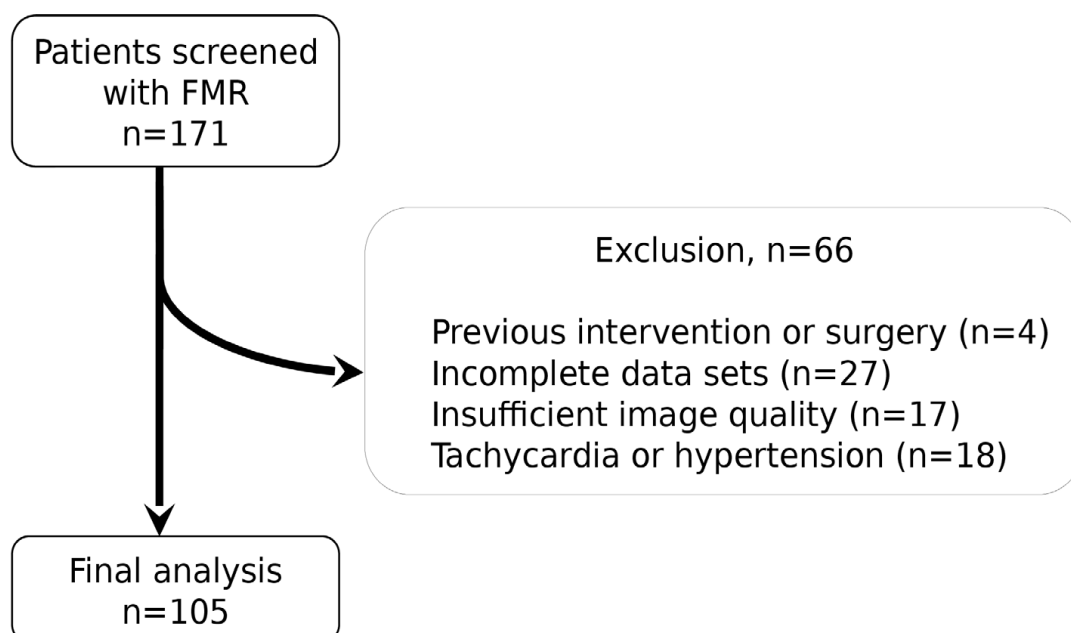 Patients screened
with FMR
n=171
Exclusion, n=66
Previous intervention or surgery (n=4)
Incomplete data sets (n=27)
Insufficient image quality (n=17)
Tachycardia or hypertension (n=18)
Final analysis
n=105